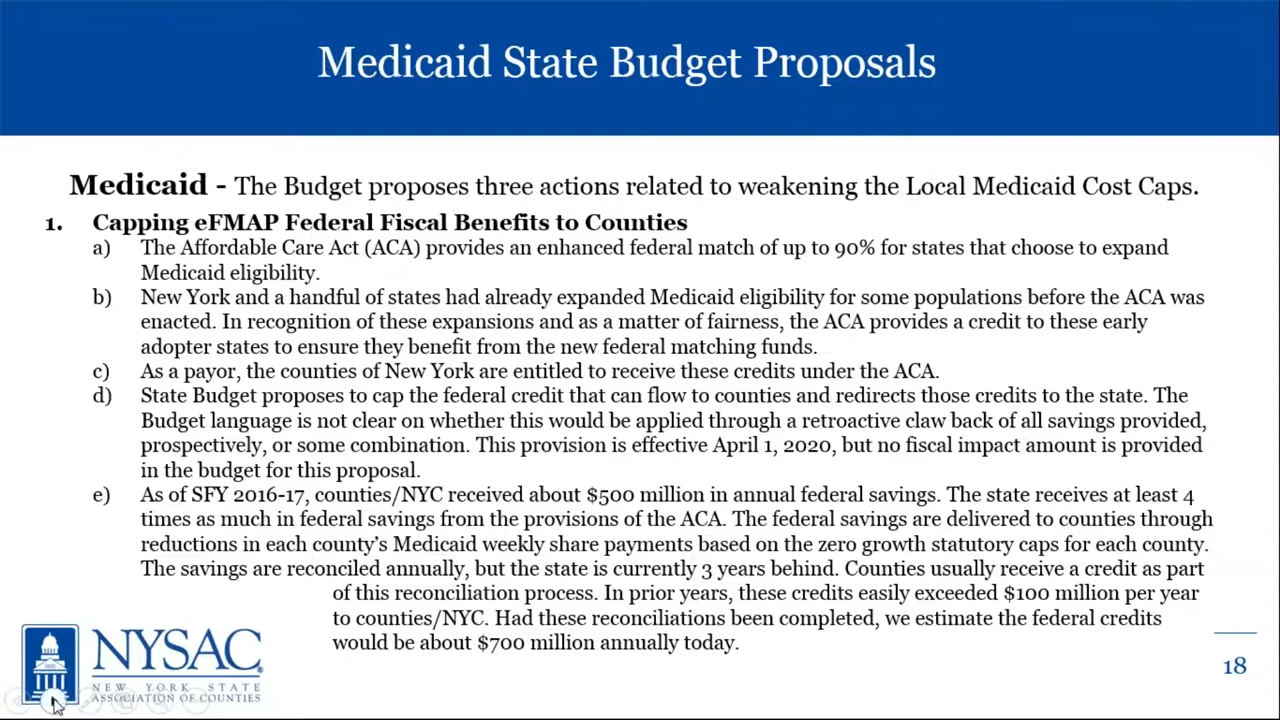 Medicaid State Budget Proposals
Medicaid - The Budget proposes three actions related to weakening the Local Medicaid Cost Caps.
1. Capping eFMAP Federal Fiscal Benefits to Counties
a) The Affordable Care Act (ACA) provides an enhanced federal match of up to 90% for states that choose to expand
Medicaid eligibility.
b) New York and a handful of states had already expanded Medicaid eligibility for some populations before the ACA was
enacted. In recognition of these expansions and as a matter of fairness, the ACA provides a credit to these early
adopter states to ensure they benefit from the new federal matching funds.
c) As a payor, the counties of New York are entitled to receive these credits under the ACA.
d) State Budget proposes to cap the federal credit that can flow to counties and redirects those credits to the state. The
Budget language is not clear on whether this would be applied through a retroactive claw back of all savings provided,
prospectively, or some combination. This provision is effective April 1, 2020, but no fiscal impact amount is provided
in the budget for this proposal.
e) As of SFY 2016-17, counties/NYC received about $500 million in annual federal savings. The state receives at least 4
times as much in federal savings from the provisions of the ACA. The federal savings are delivered to counties through
reductions in each county's Medicaid weekly share payments based on the zero growth statutory caps for each county.
The savings are reconciled annually, but the state is currently 3 years behind. Counties usually receive a credit as part
of this reconciliation process. In prior years, these credits easily exceeded $100 million per year
to counties/NYC. Had these reconciliations been completed, we estimate the federal credits
would be about $700 million annually today.
NYSAC
NEW YORK STATE
ASSOCIATION OF COUNTIES
18